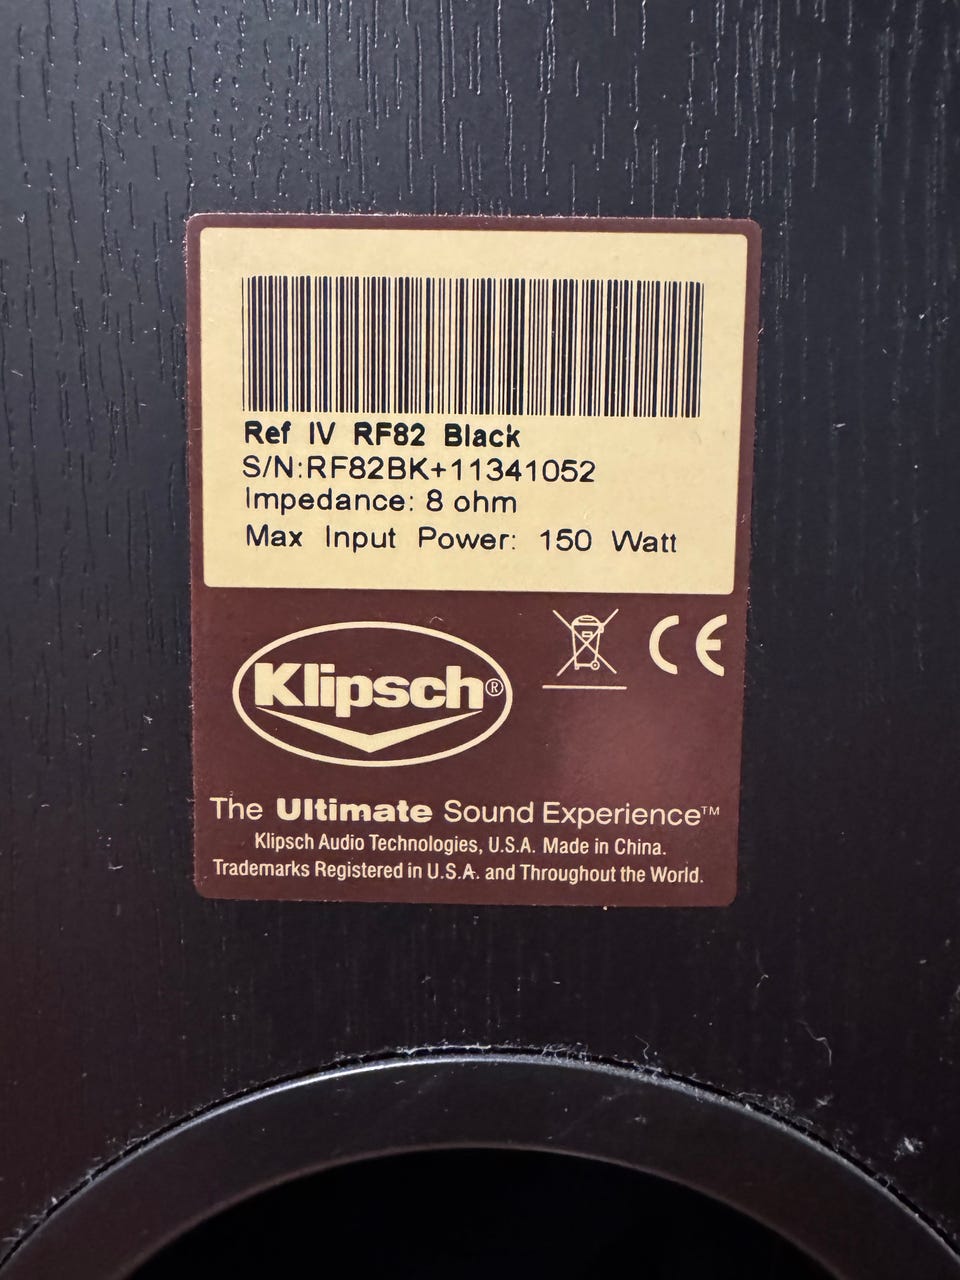 Ref IV RF82 Black
S/N:RF82BK+11341052
Impedance: 8 ohm
Max Input Power: 150 Watt
Klipsch®
CE
The Ultimate Sound Experience™
Klipsch Audio Technologies, U.S.A. Made in China.
Trademarks Registered in U.S.A. and Throughout the World.